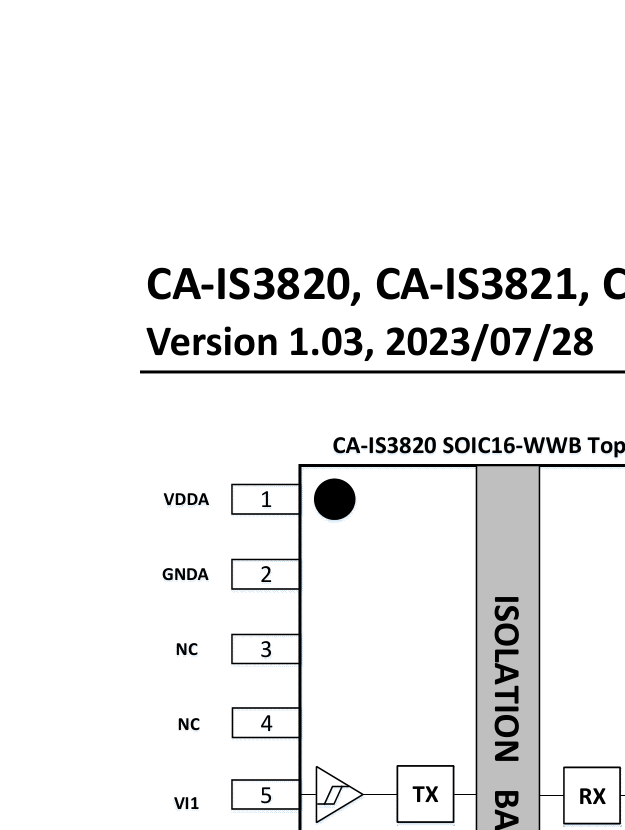 CA-IS3820, CA-IS3821, C
Version 1.03, 2023/07/28
CA-IS3820 SOIC16-WWB Top
VDDA 1
GNDA 2
NC 3
NC 4
VI1 5 TX RX
ISOLATION BA